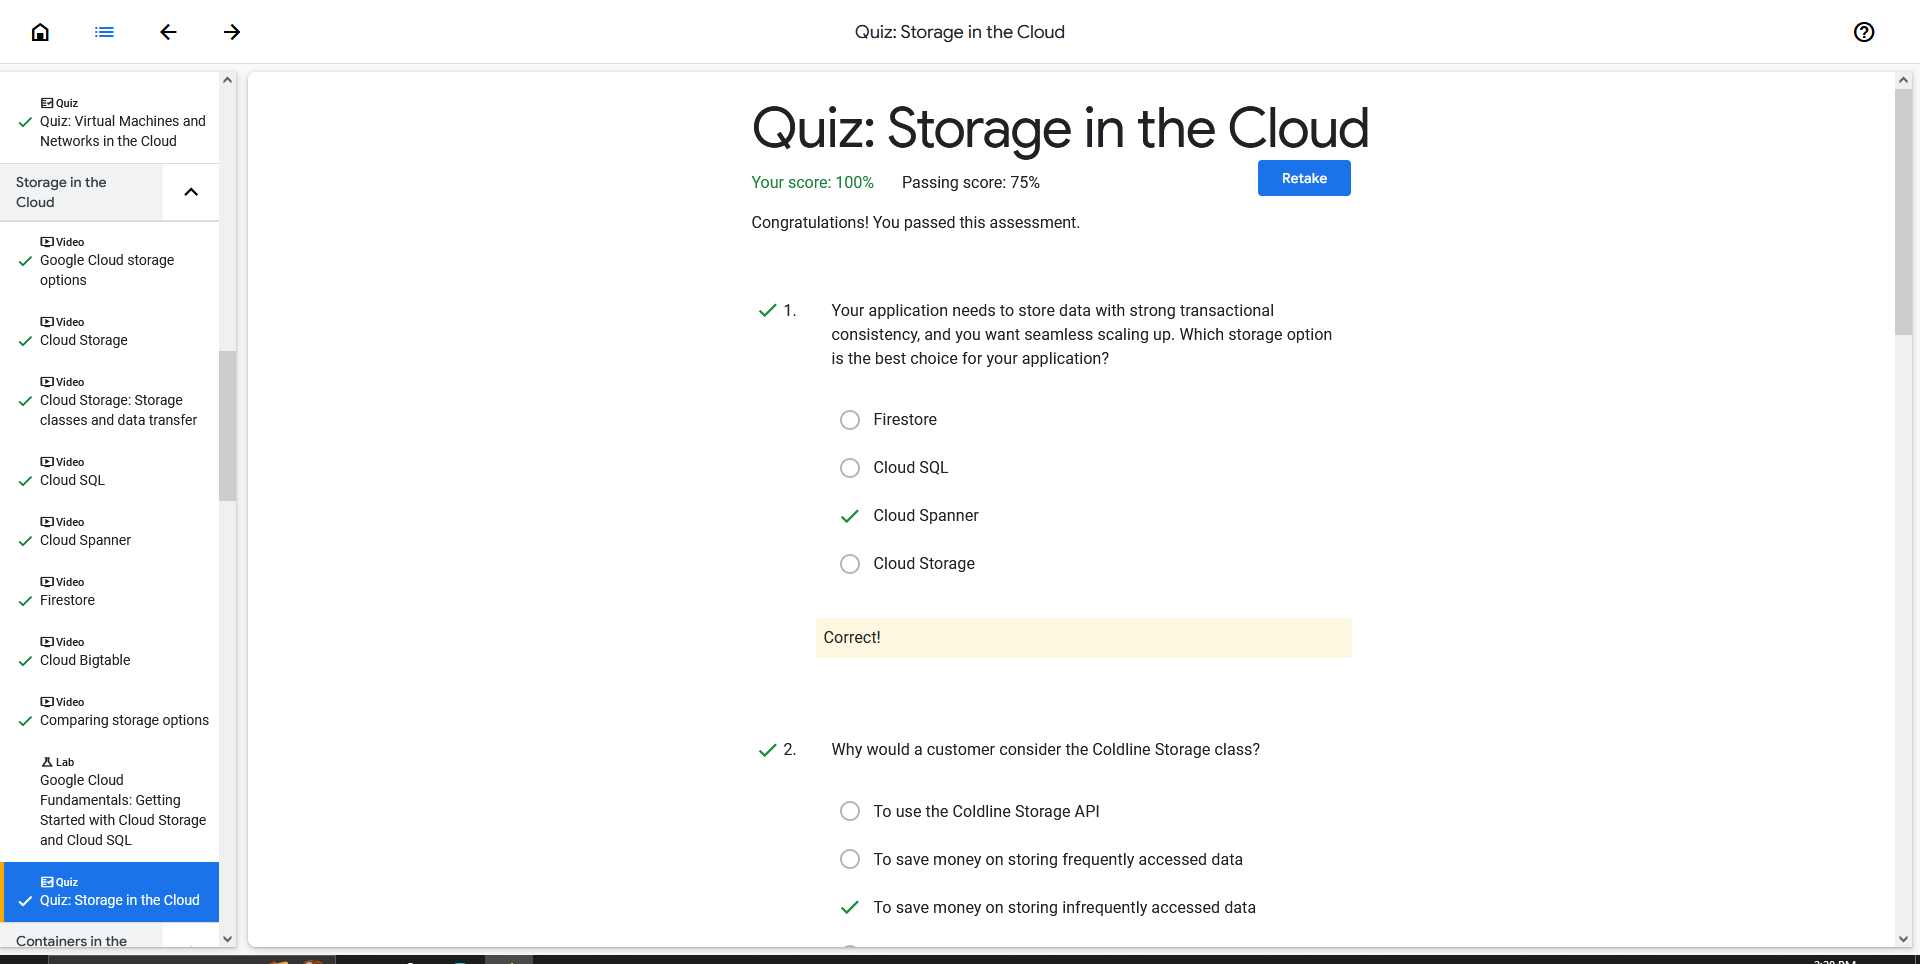 Quiz: Storage in the Cloud
Quiz
Quiz: Virtual Machines and
Networks in the Cloud
Storage in the
Cloud
Video
Google Cloud storage
options
Video
Cloud Storage
Video
Cloud Storage: Storage
classes and data transfer
Video
Cloud SQL
Video
Cloud Spanner
Video
Firestore
Video
Cloud Bigtable
Video
Comparing storage options
Lab
Google Cloud
Fundamentals: Getting
Started with Cloud Storage
and Cloud SQL
Quiz
Quiz: Storage in the Cloud
Containers in the
Quiz: Storage in the Cloud
Your score: 100% Passing score: 75%
Retake
Congratulations! You passed this assessment.
1. Your application needs to store data with strong transactional
consistency, and you want seamless scaling up. Which storage option
is the best choice for your application?
Firestore
Cloud SQL
Cloud Spanner
Cloud Storage
Correct!
2. Why would a customer consider the Coldline Storage class?
To use the Coldline Storage API
To save money on storing frequently accessed data
To save money on storing infrequently accessed data